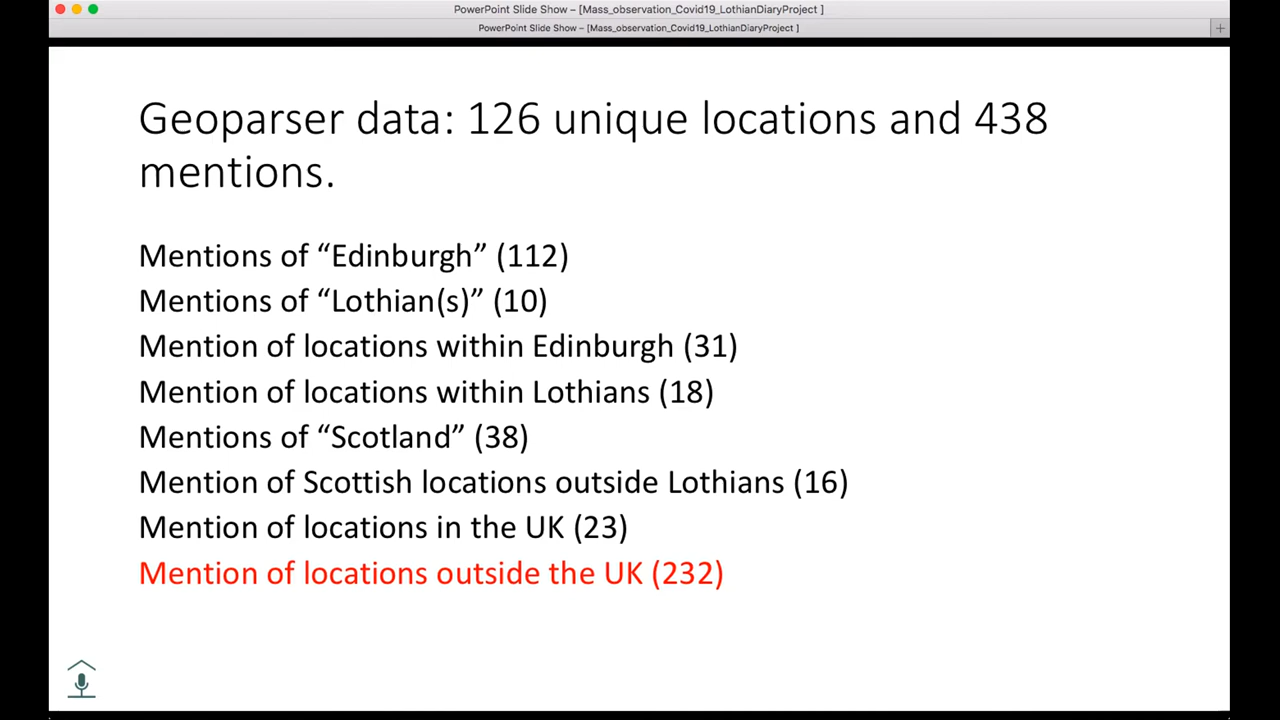 PowerPoint Slide Show – [Mass_observation_Covid19_LothianDiaryProject ]
PowerPoint Slide Show – [Mass_observation_Covid19_LothianDiaryProject ]
Geoparser data: 126 unique locations and 438
mentions.
Mentions of “Edinburgh” (112)
Mentions of “Lothian(s)” (10)
Mention of locations within Edinburgh (31)
Mention of locations within Lothians (18)
Mentions of “Scotland” (38)
Mention of Scottish locations outside Lothians (16)
Mention of locations in the UK (23)
Mention of locations outside the UK (232)